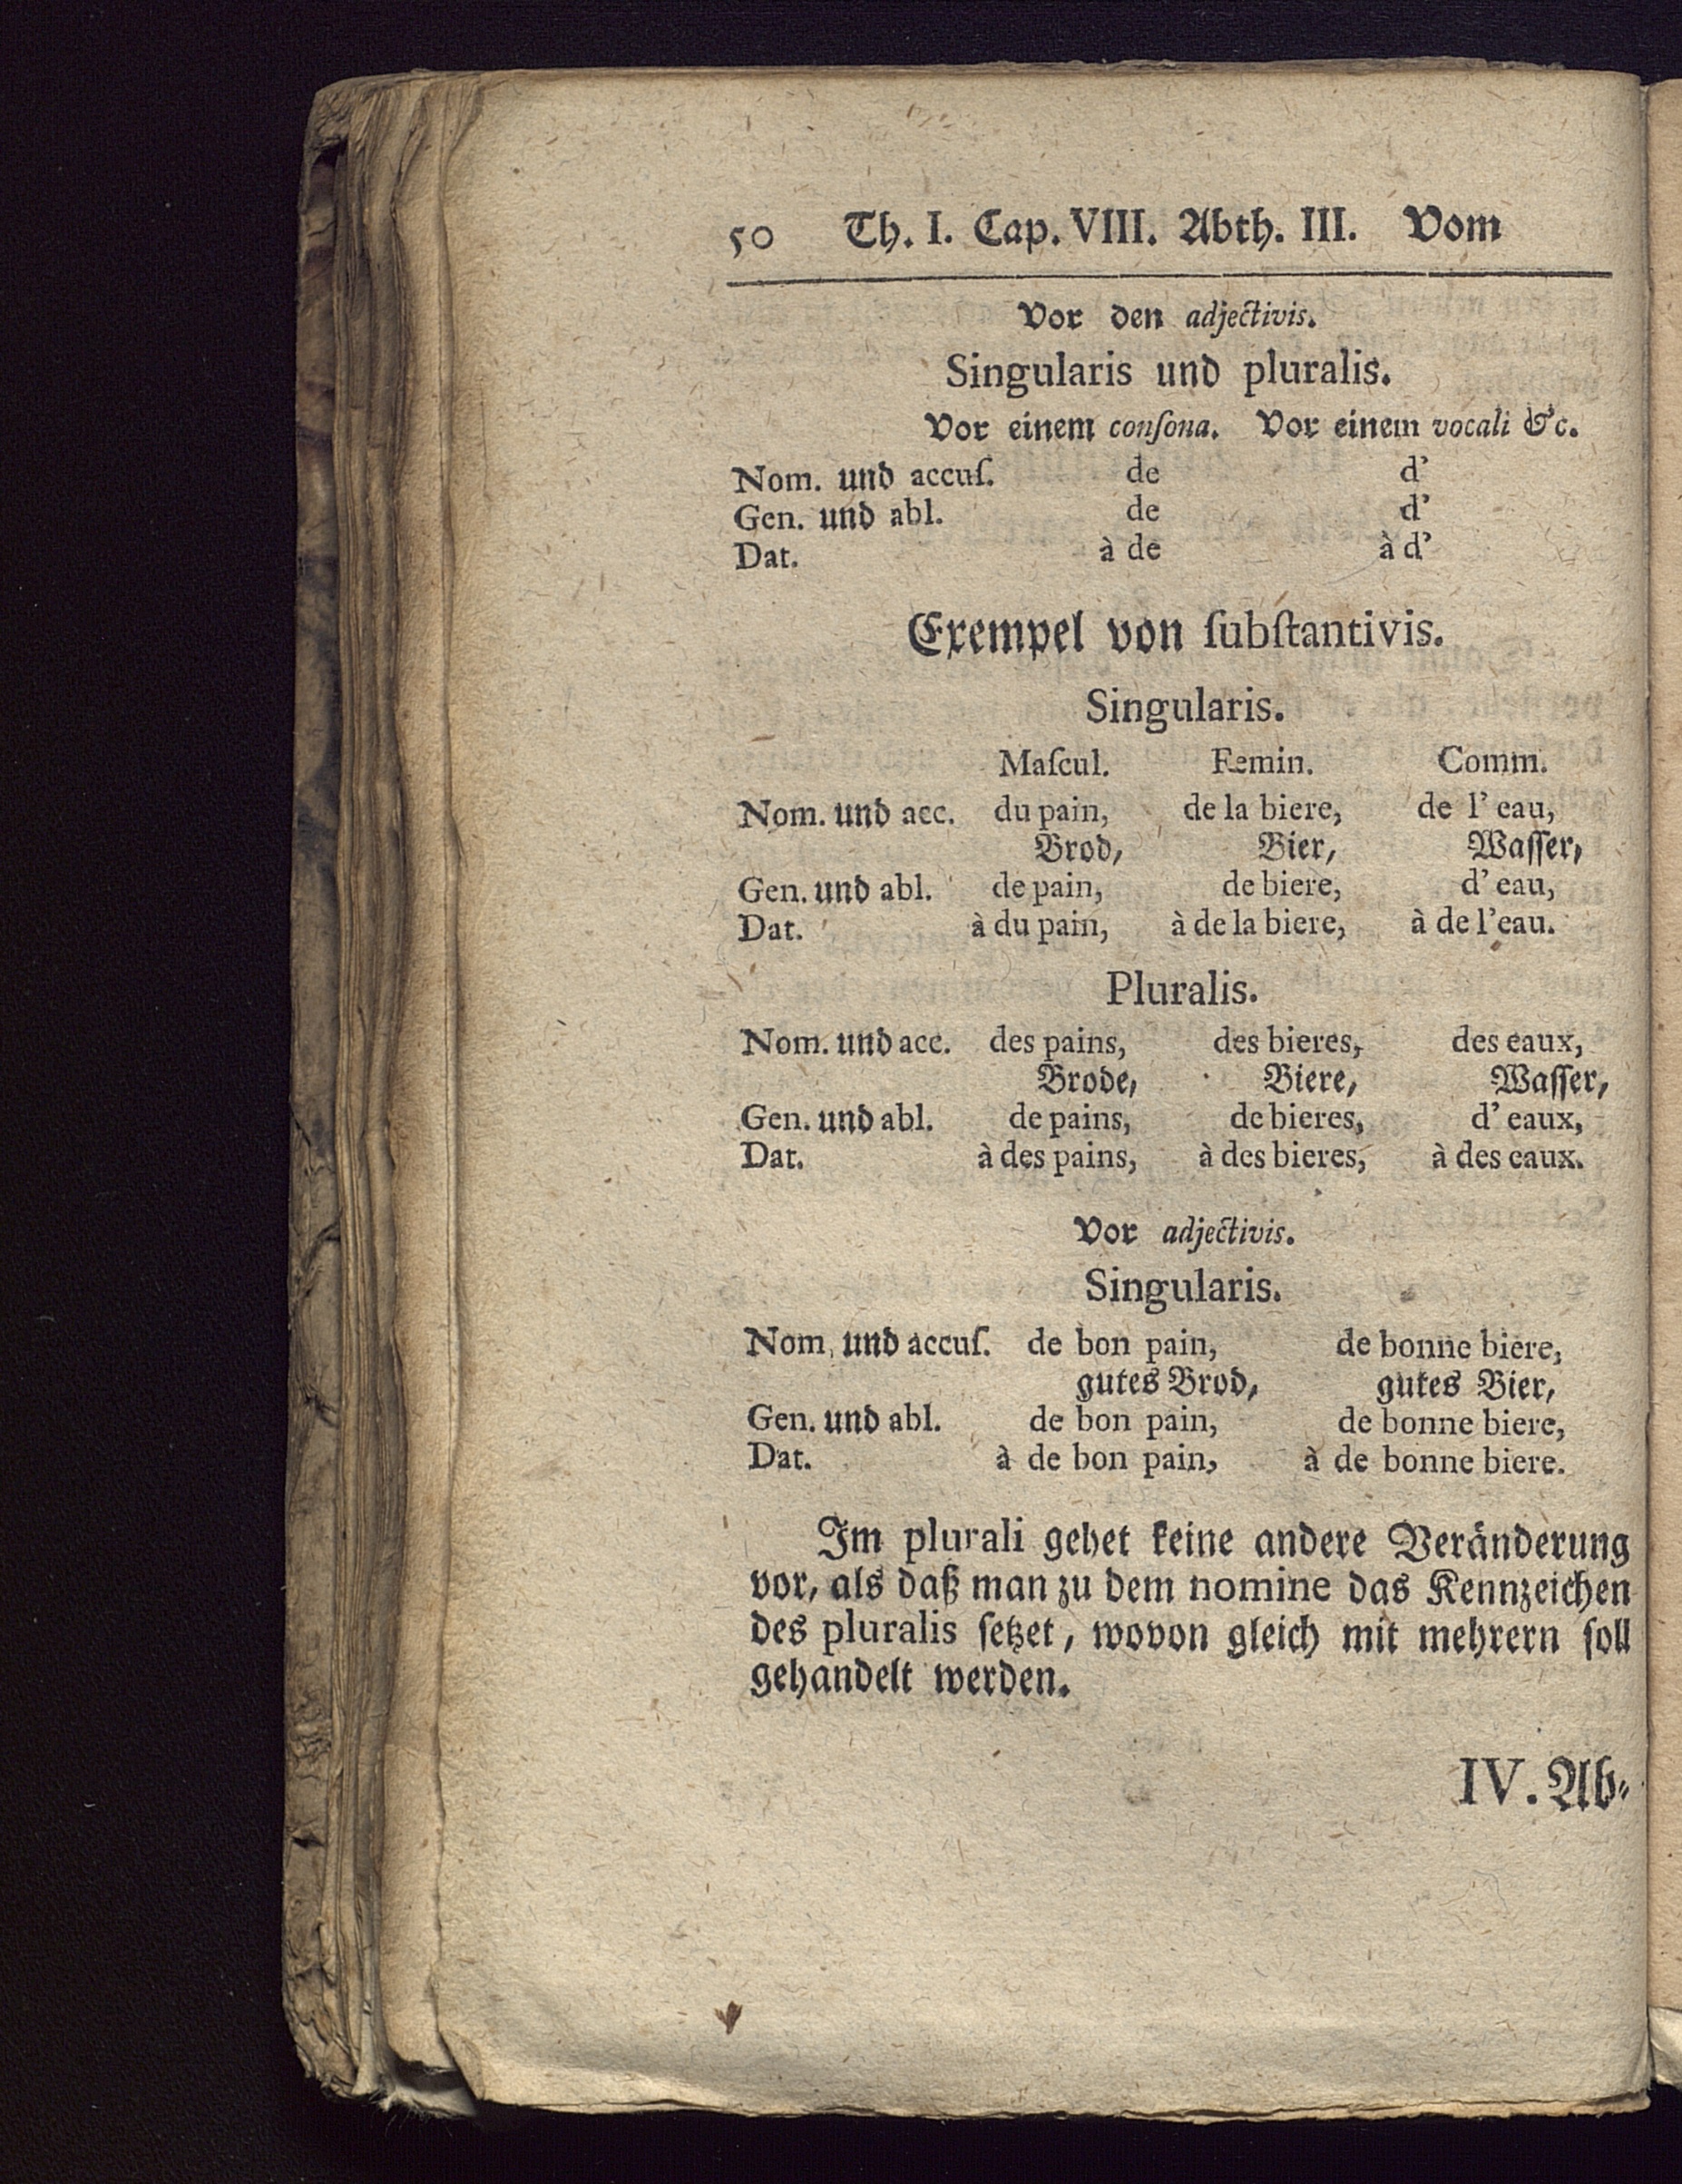 50 Th. I. Cap. VIII. Abth. III. Vom
Vor den adjectivis.
Singularis und pluralis.
Vor einem conſona. Vor einem vocali &c.
Nom. und accuſ. de d'
Gen. und abl. de d'
Dat. à de à d'
Exempel von ſubſtantivis.
Singularis.
Maſcul. Femin. Comm.
Nom. und acc. du pain, de la biere, de l' eau,
Brod, Bier, Waſſer,
Gen. und abl. de pain, de biere, d' eau,
Dat. à du pain, à de la biere, à de l'eau.
Pluralis.
Nom. und acc. des pains, des bieres, des eaux,
Brode, Biere, Waſſer,
Gen. und abl. de pains, de bieres, d' eaux,
Dat. à des pains, à des bieres, à des eaux.
Vor adjectivis.
Singularis.
Nom. und accuſ. de bon pain, de bonne biere,
gutes Brod, gutes Bier,
Gen. und abl. de bon pain, de bonne biere,
Dat. à de bon pain, à de bonne biere.
Im plurali gehet keine andere Veränderung
vor, als daß man zu dem nomine das Kennzeichen
des pluralis ſetzet, wovon gleich mit mehrern ſoll
gehandelt werden.
IV. Ab⸗